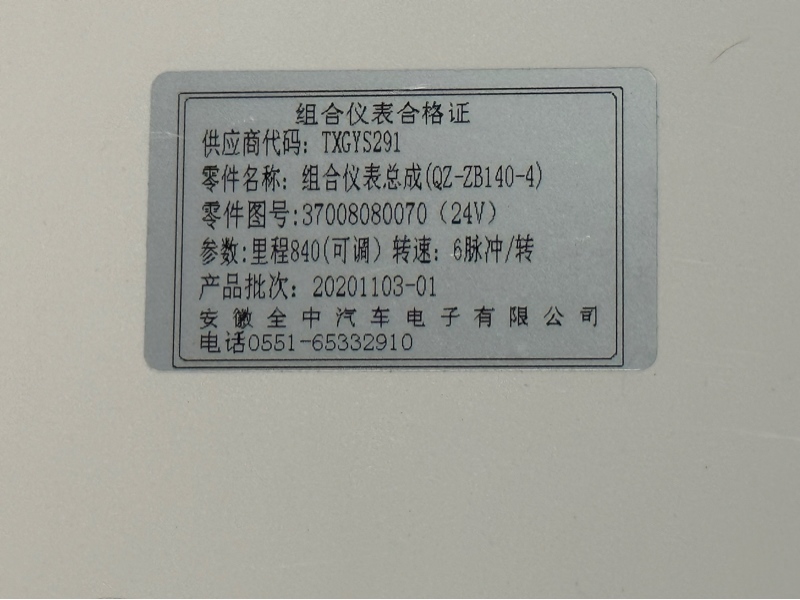 组合仪表合格证
供应商代码：TXGYS291
零件名称：组合仪表总成(QZ-ZB140-4)
零件图号:37008080070（24V）
参数:里程840(可调）转速：6脉冲/转
产品批次：20201103-01
安徽全中汽车电子有限公司
电话0551-65332910